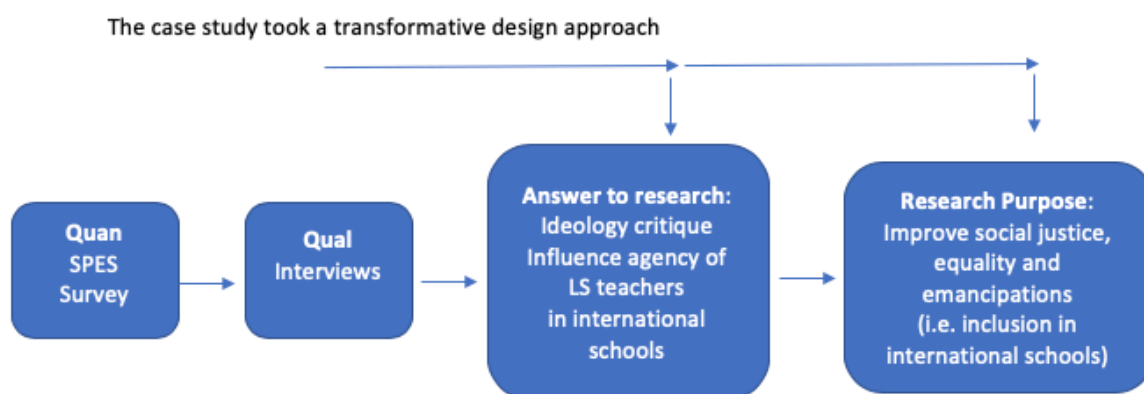 The case study took a transformative design approach
Quan
SPES
Survey
Qual
Interviews
Answer to research:
Ideology critique
Influence agency of
LS teachers
in international
schools
Research Purpose:
Improve social justice,
equality and
emancipations
(i.e. inclusion in
international schools)